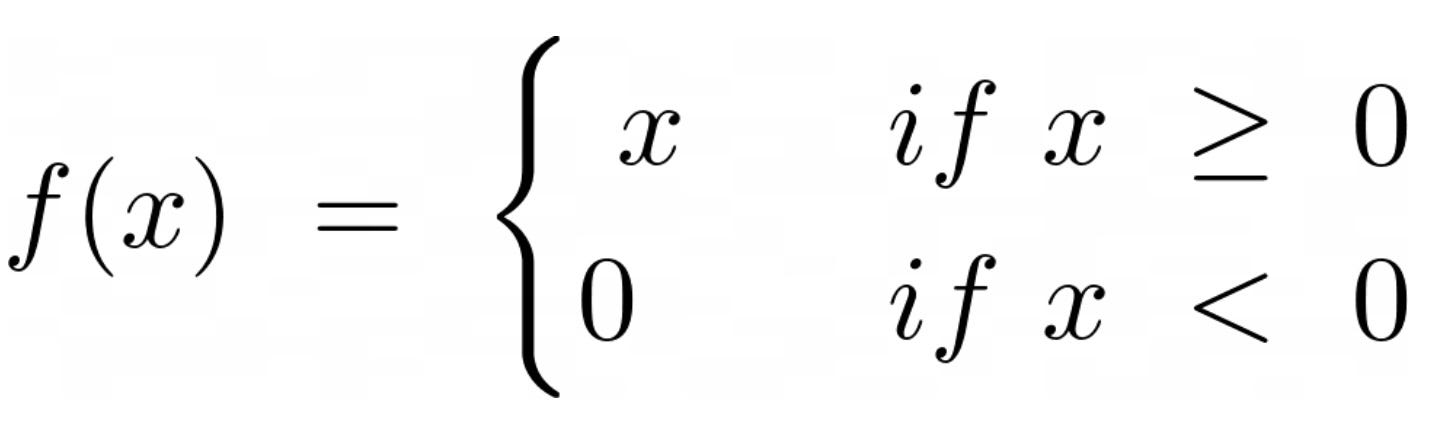 f(x) = { x if x ≥ 0
0 if x < 0